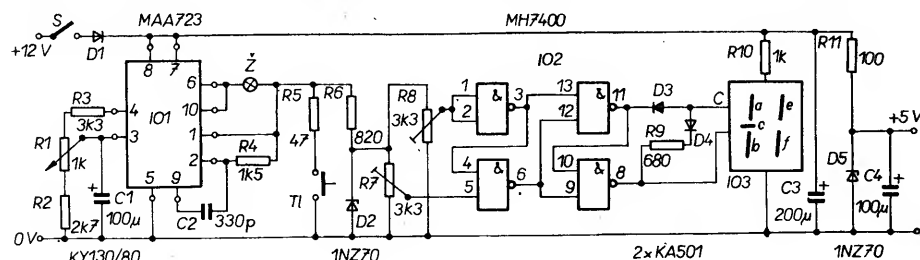 MAA723 MH7400
S
+12 V D1
8 7
IO1
6
10
1
2
4
3
5 9
R3
3k3
R1
1k
R2
2k7
C1
100μ
C2 330p
Ž
R4
1k5
R5
47
Tl
R6
820
D2
R7
3k3
R8
3k3
IO2
1
2
&
3
4
5
&
6
13
12
&
11
10
9
&
8
D3
D4
R9
680
R10
1k
C
a e
c
b f
IO3
C3
200μ
R11
100
+5 V
D5
C4
100μ
0 V
KY130/80 1NZ70 2×KA501 1NZ70